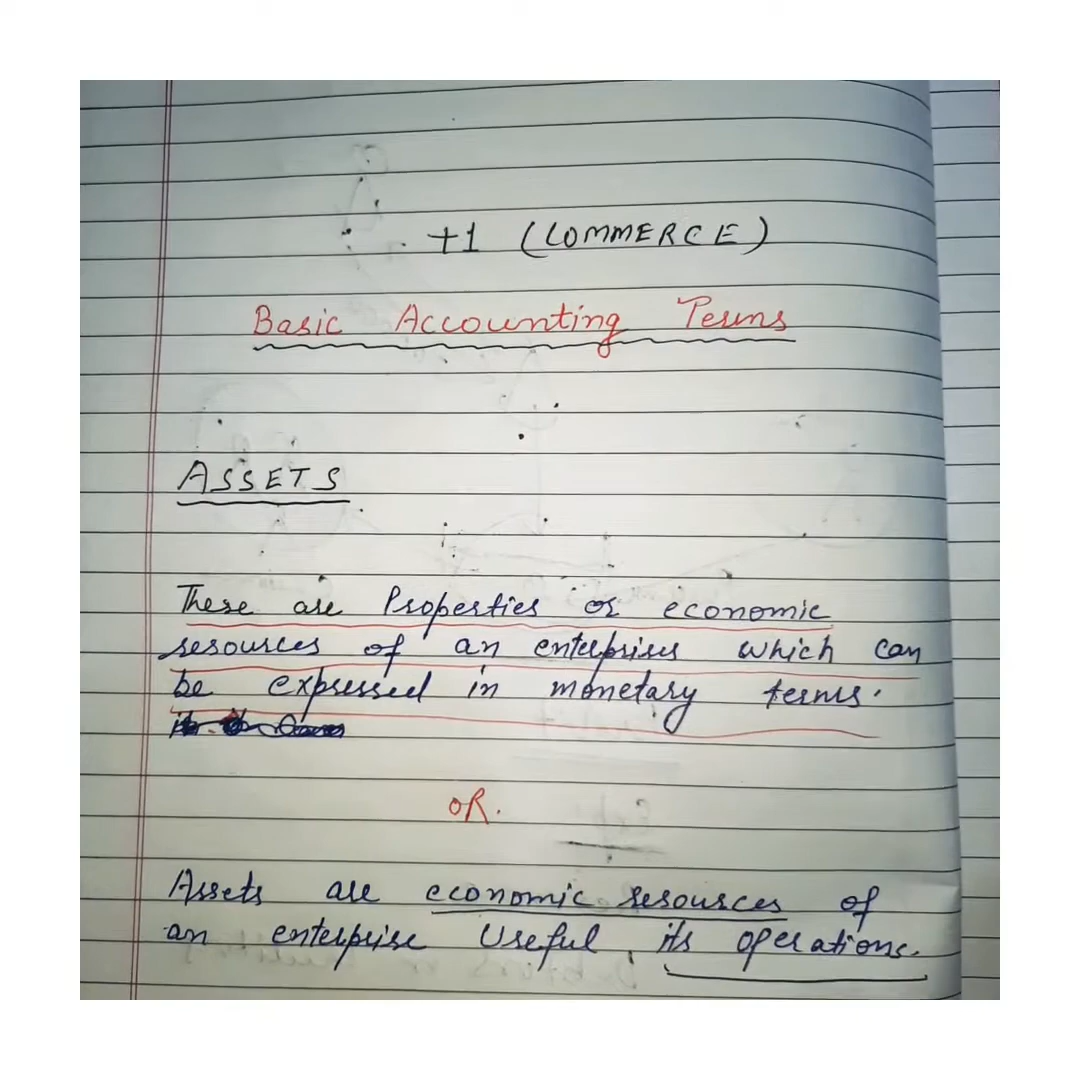 +1 (COMMERCE)
Basic Accounting Terms
ASSETS
These are Properties or economic
resources of an enterprises which can
be expressed in monetary terms.
OR.
Assets are economic resources of
an enterprise Useful its operations.